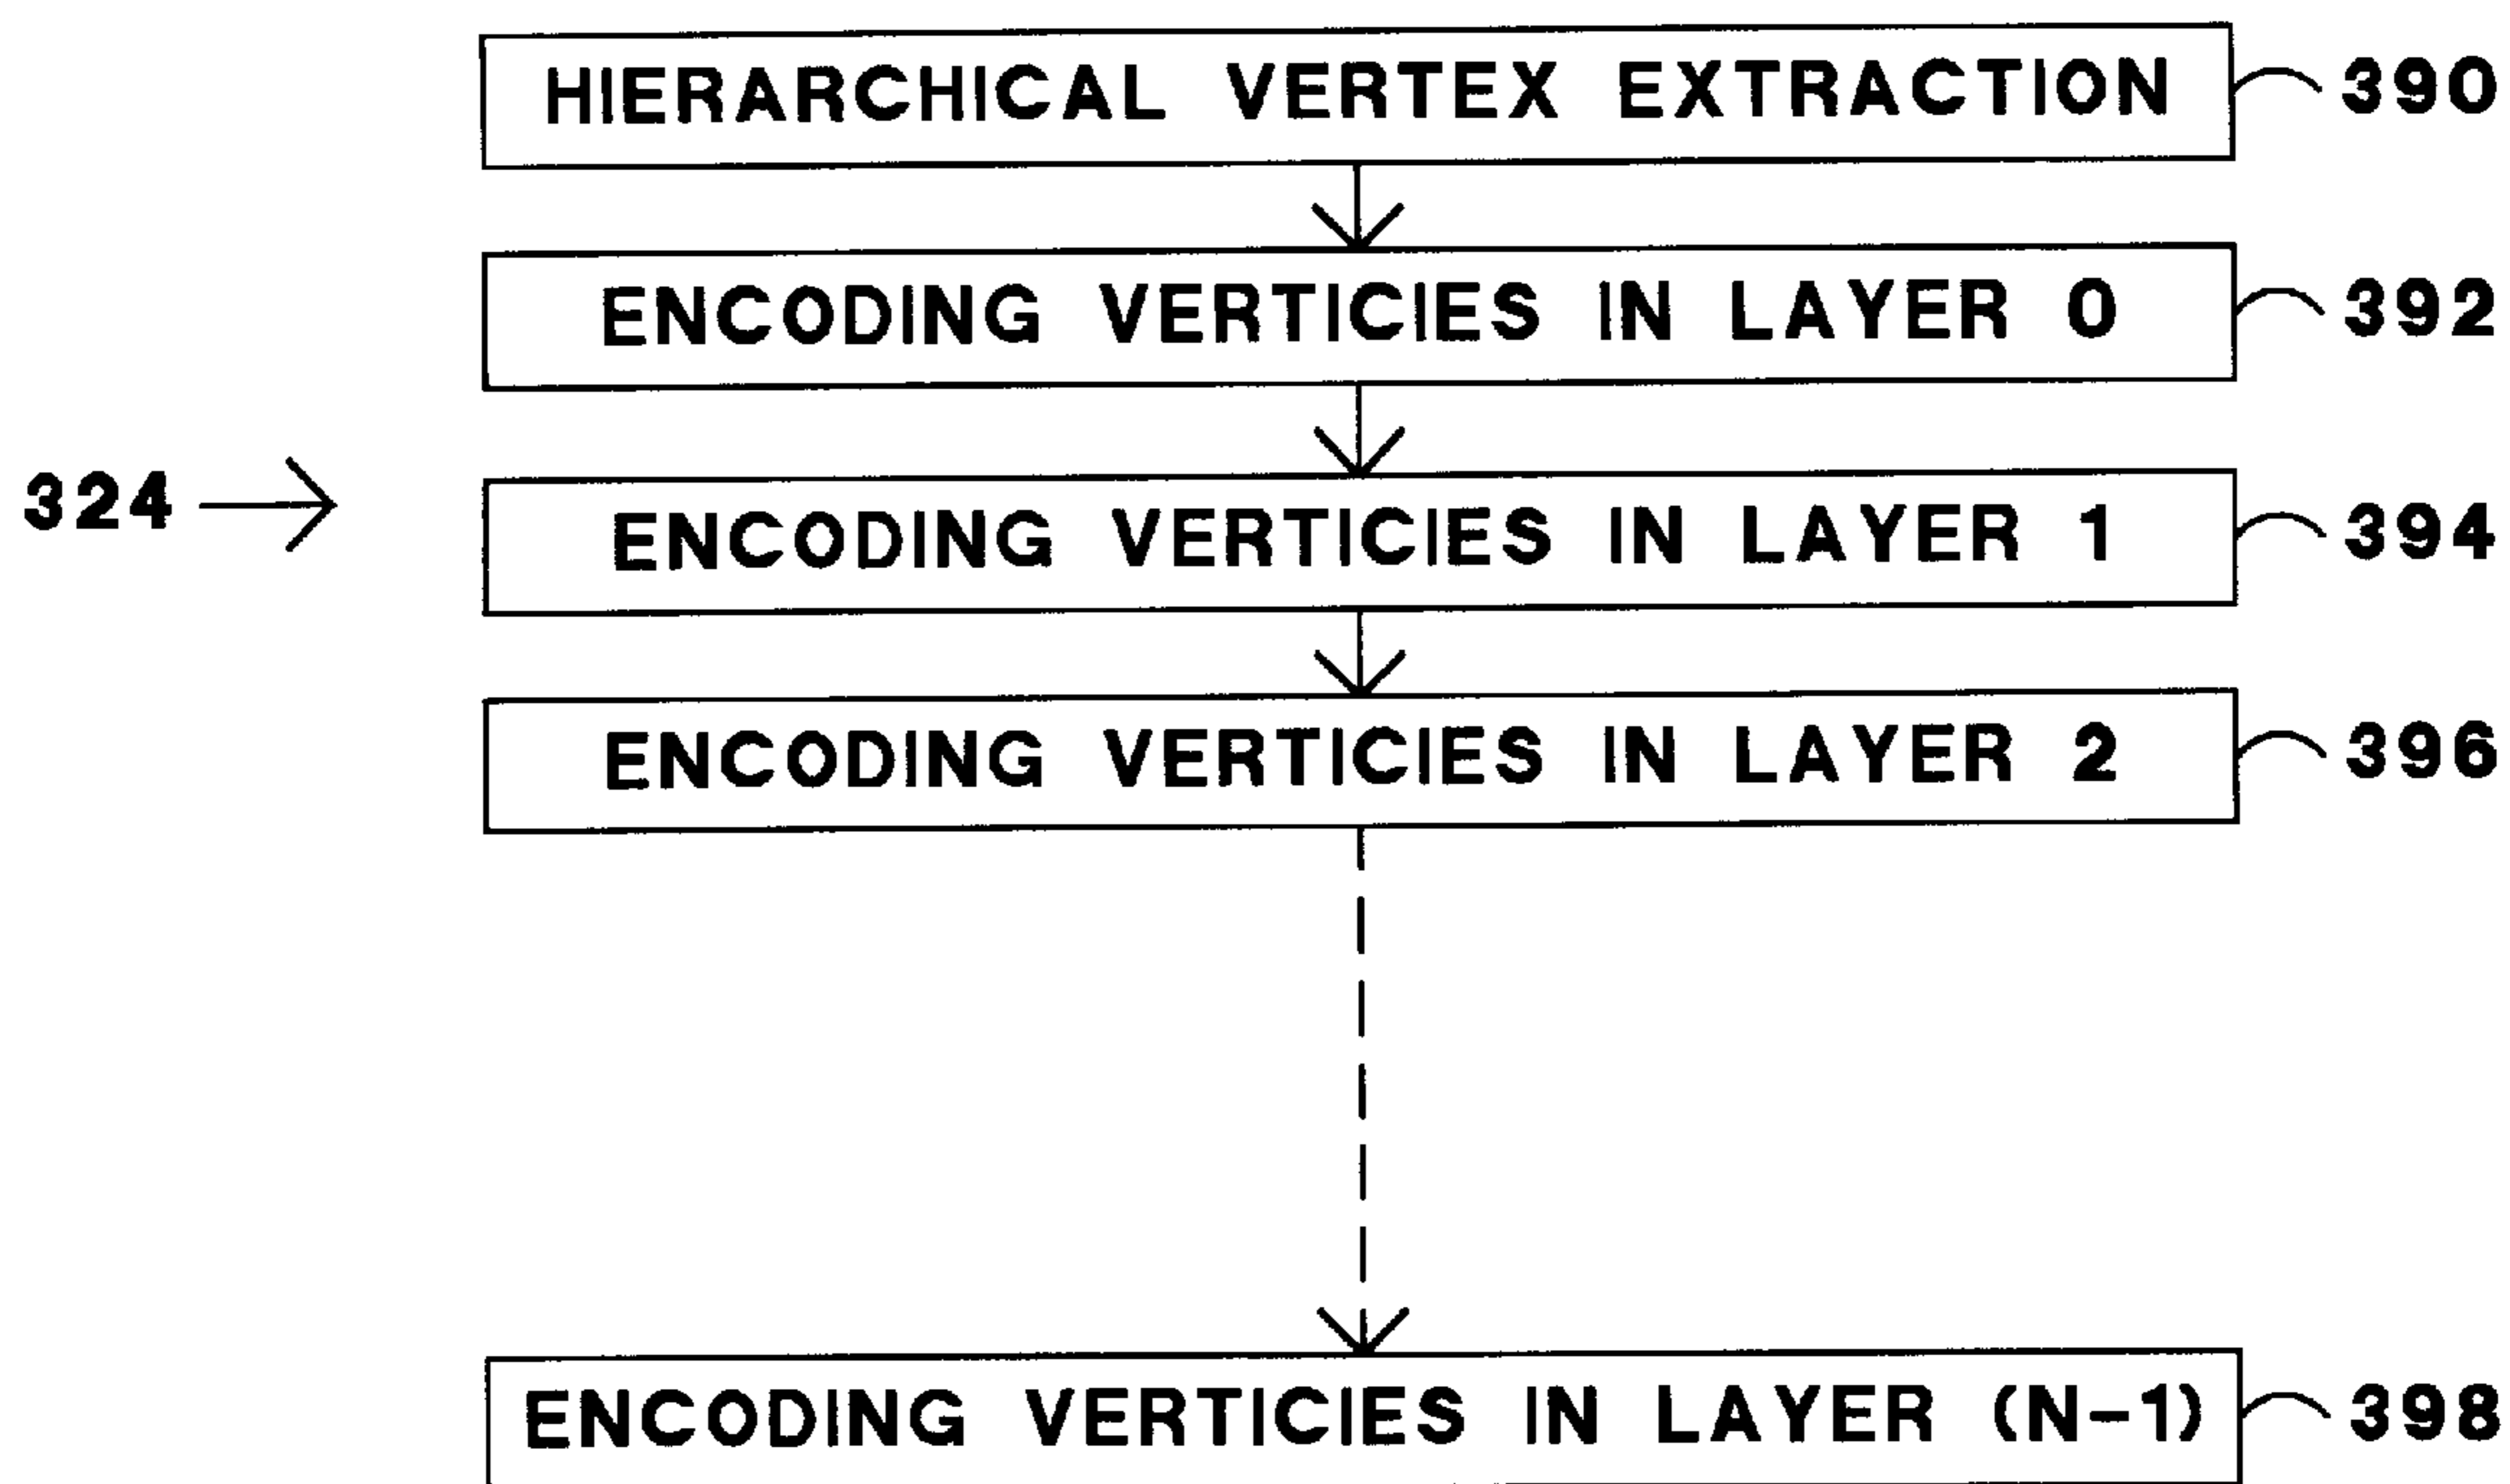 HIERARCHICAL VERTEX EXTRACTION 390
ENCODING VERTICIES IN LAYER 0 392
324
ENCODING VERTICIES IN LAYER 1 394
ENCODING VERTICIES IN LAYER 2 396
ENCODING VERTICIES IN LAYER (N-1) 398